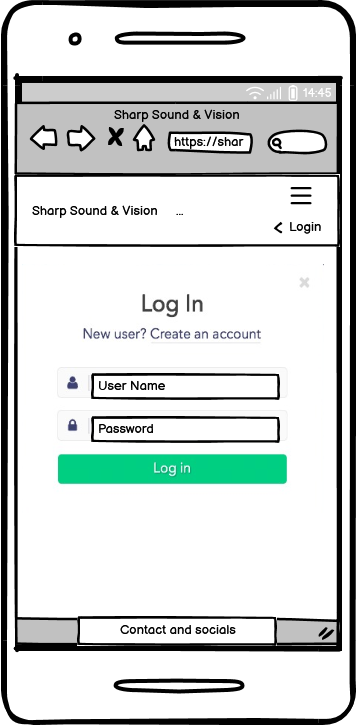 14:45
Sharp Sound & Vision
https://shar
Sharp Sound & Vision ...
Login
Log In
New user? Create an account
User Name
Password
Log in
Contact and socials